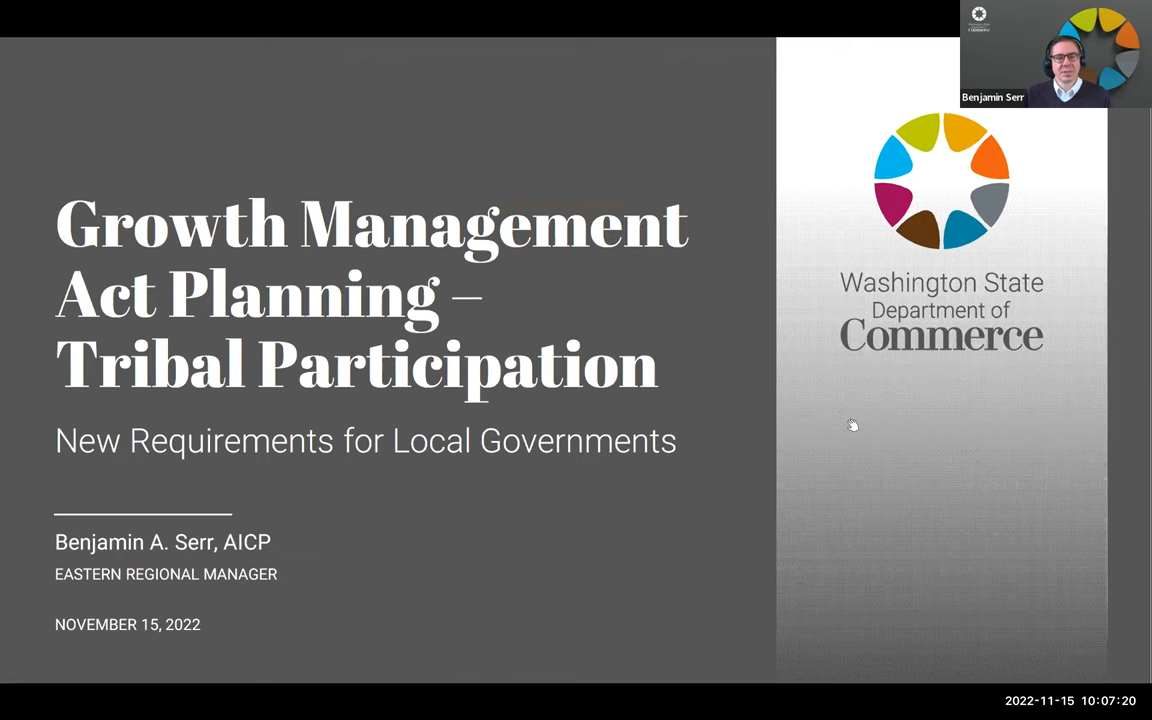 Growth Management
Act Planning –
Tribal Participation
New Requirements for Local Governments
Benjamin A. Serr, AICP
EASTERN REGIONAL MANAGER
NOVEMBER 15, 2022
Washington State
Department of
Commerce
Commerce
Benjamin Serr
2022-11-15 10:07:20